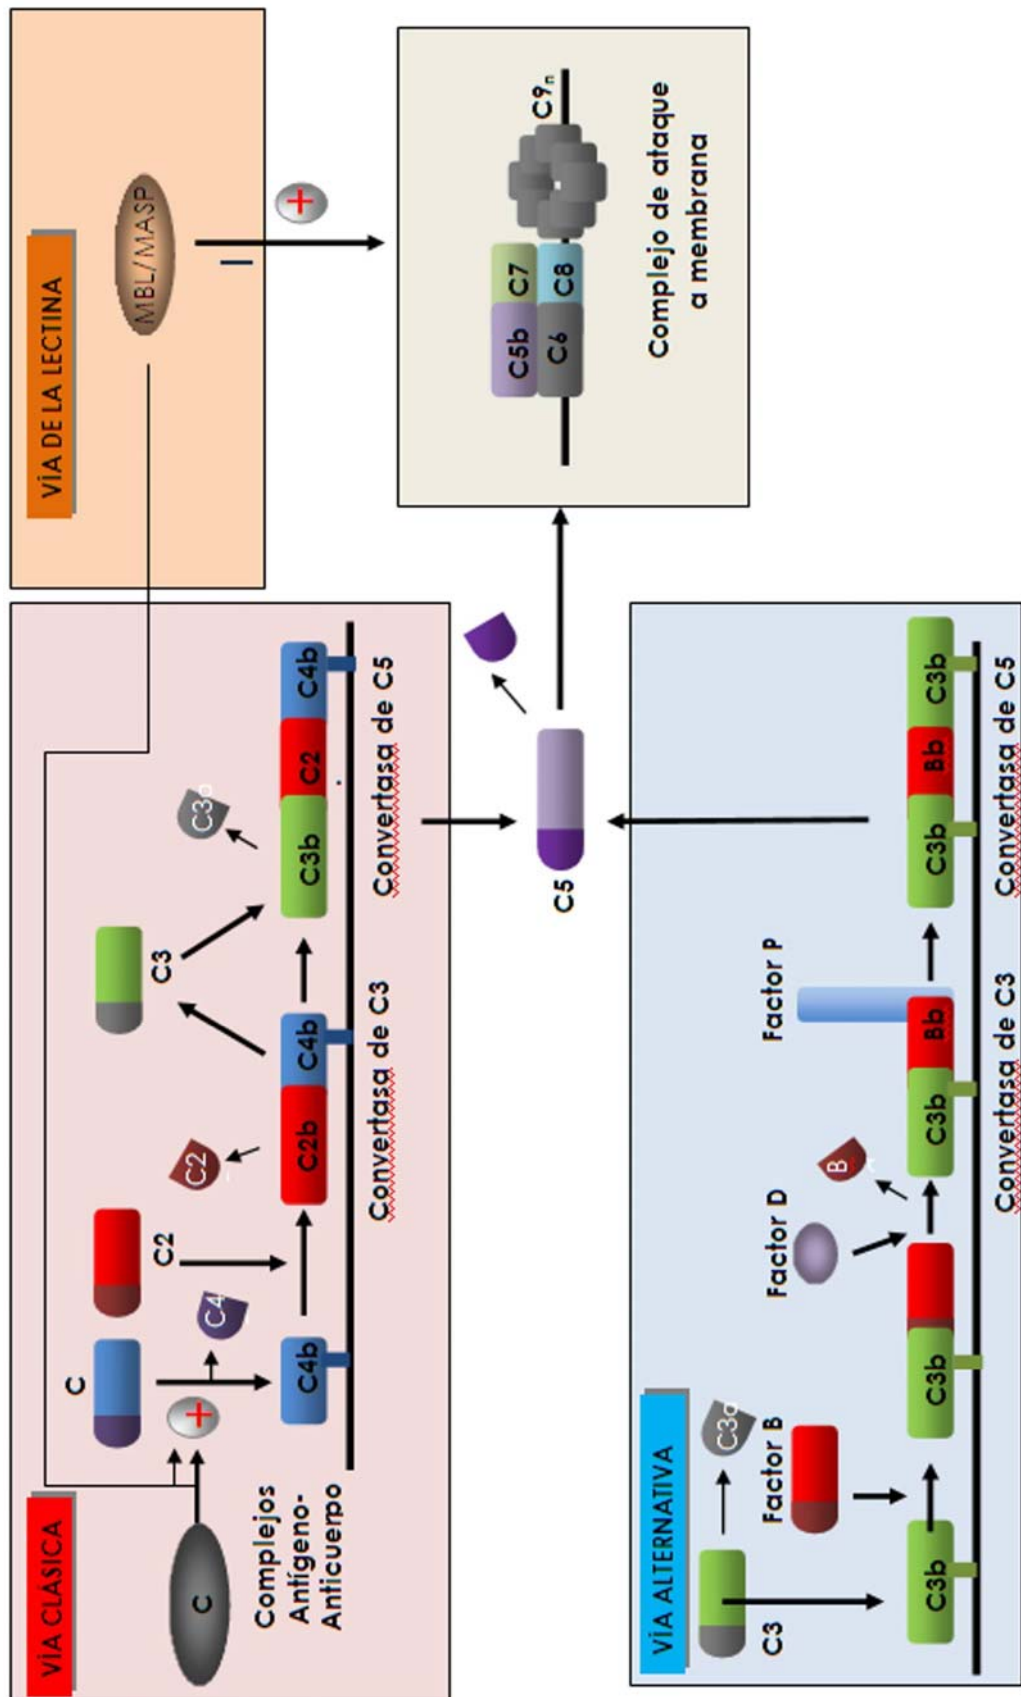 VÍA CLÁSICA
C
Complejos
Antígeno-
Anticuerpo
C
C4
C4b
C2
C2
C2b
C4b
Convertasa de C3
C3
C3a
C3b
C2
C4b
Convertasa de C5
VÍA DE LA LECTINA
MBL/MASP
C5
VÍA ALTERNATIVA
C3
C3a
C3b
Factor B
C3b
Factor D
B
C3b
Bb
Factor P
Convertasa de C3
C3b
Bb
C3b
Convertasa de C5
C5b
C7
C6
C8
C9n
Complejo de ataque
a membrana